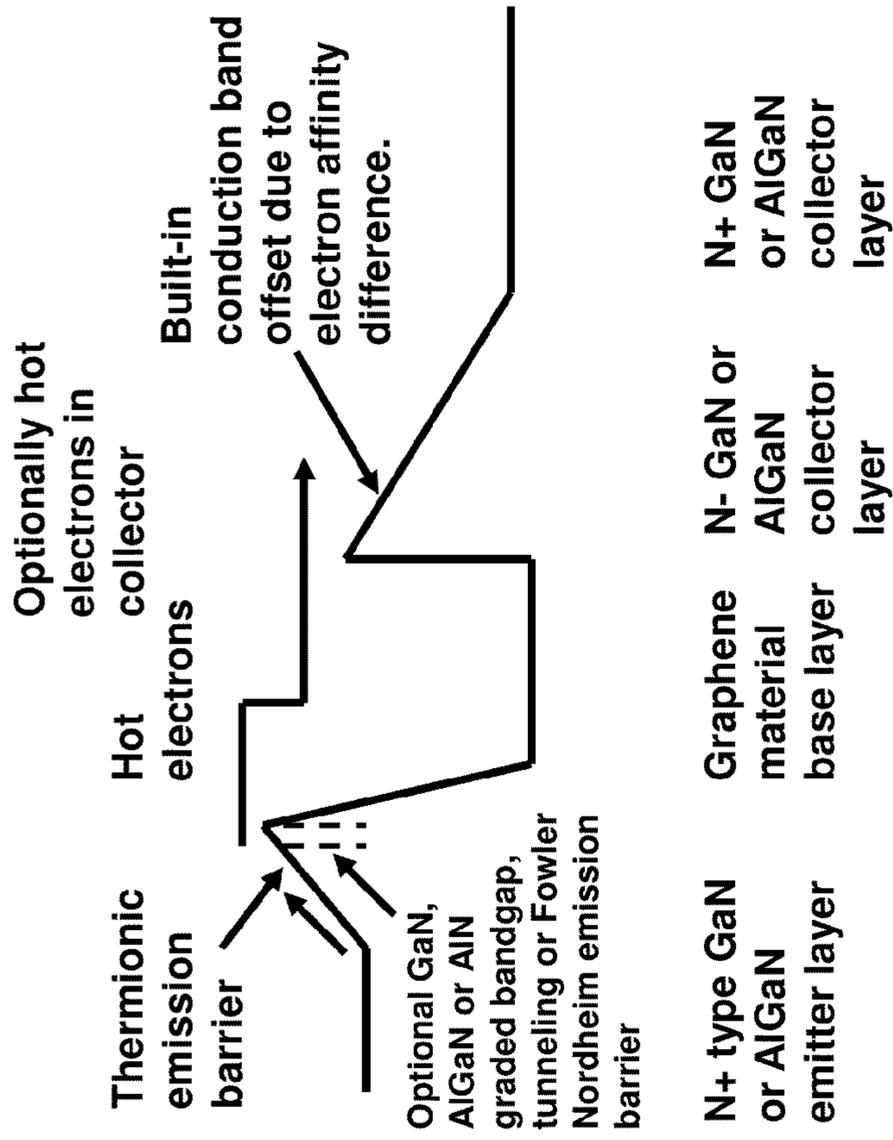 Thermionic
emission
barrier
Hot
electrons
Optionally hot
electrons in
collector
Built-in
conduction band
offset due to
electron affinity
difference.
Optional GaN,
AlGaN or AlN
graded bandgap,
tunneling or Fowler
Nordheim emission
barrier
N+ type GaN
or AlGaN
emitter layer
Graphene
material
base layer
N- GaN or
AlGaN
collector
layer
N+ GaN
or AlGaN
collector
layer